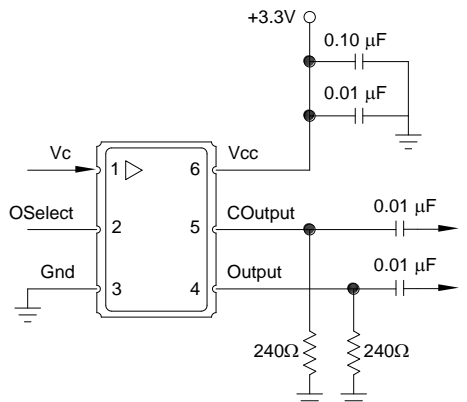 +3.3V
0.10 μF
0.01 μF
Vc
1
6
Vcc
OSelect
2
5
COutput
0.01 μF
Gnd
3
4
Output
0.01 μF
240Ω
240Ω